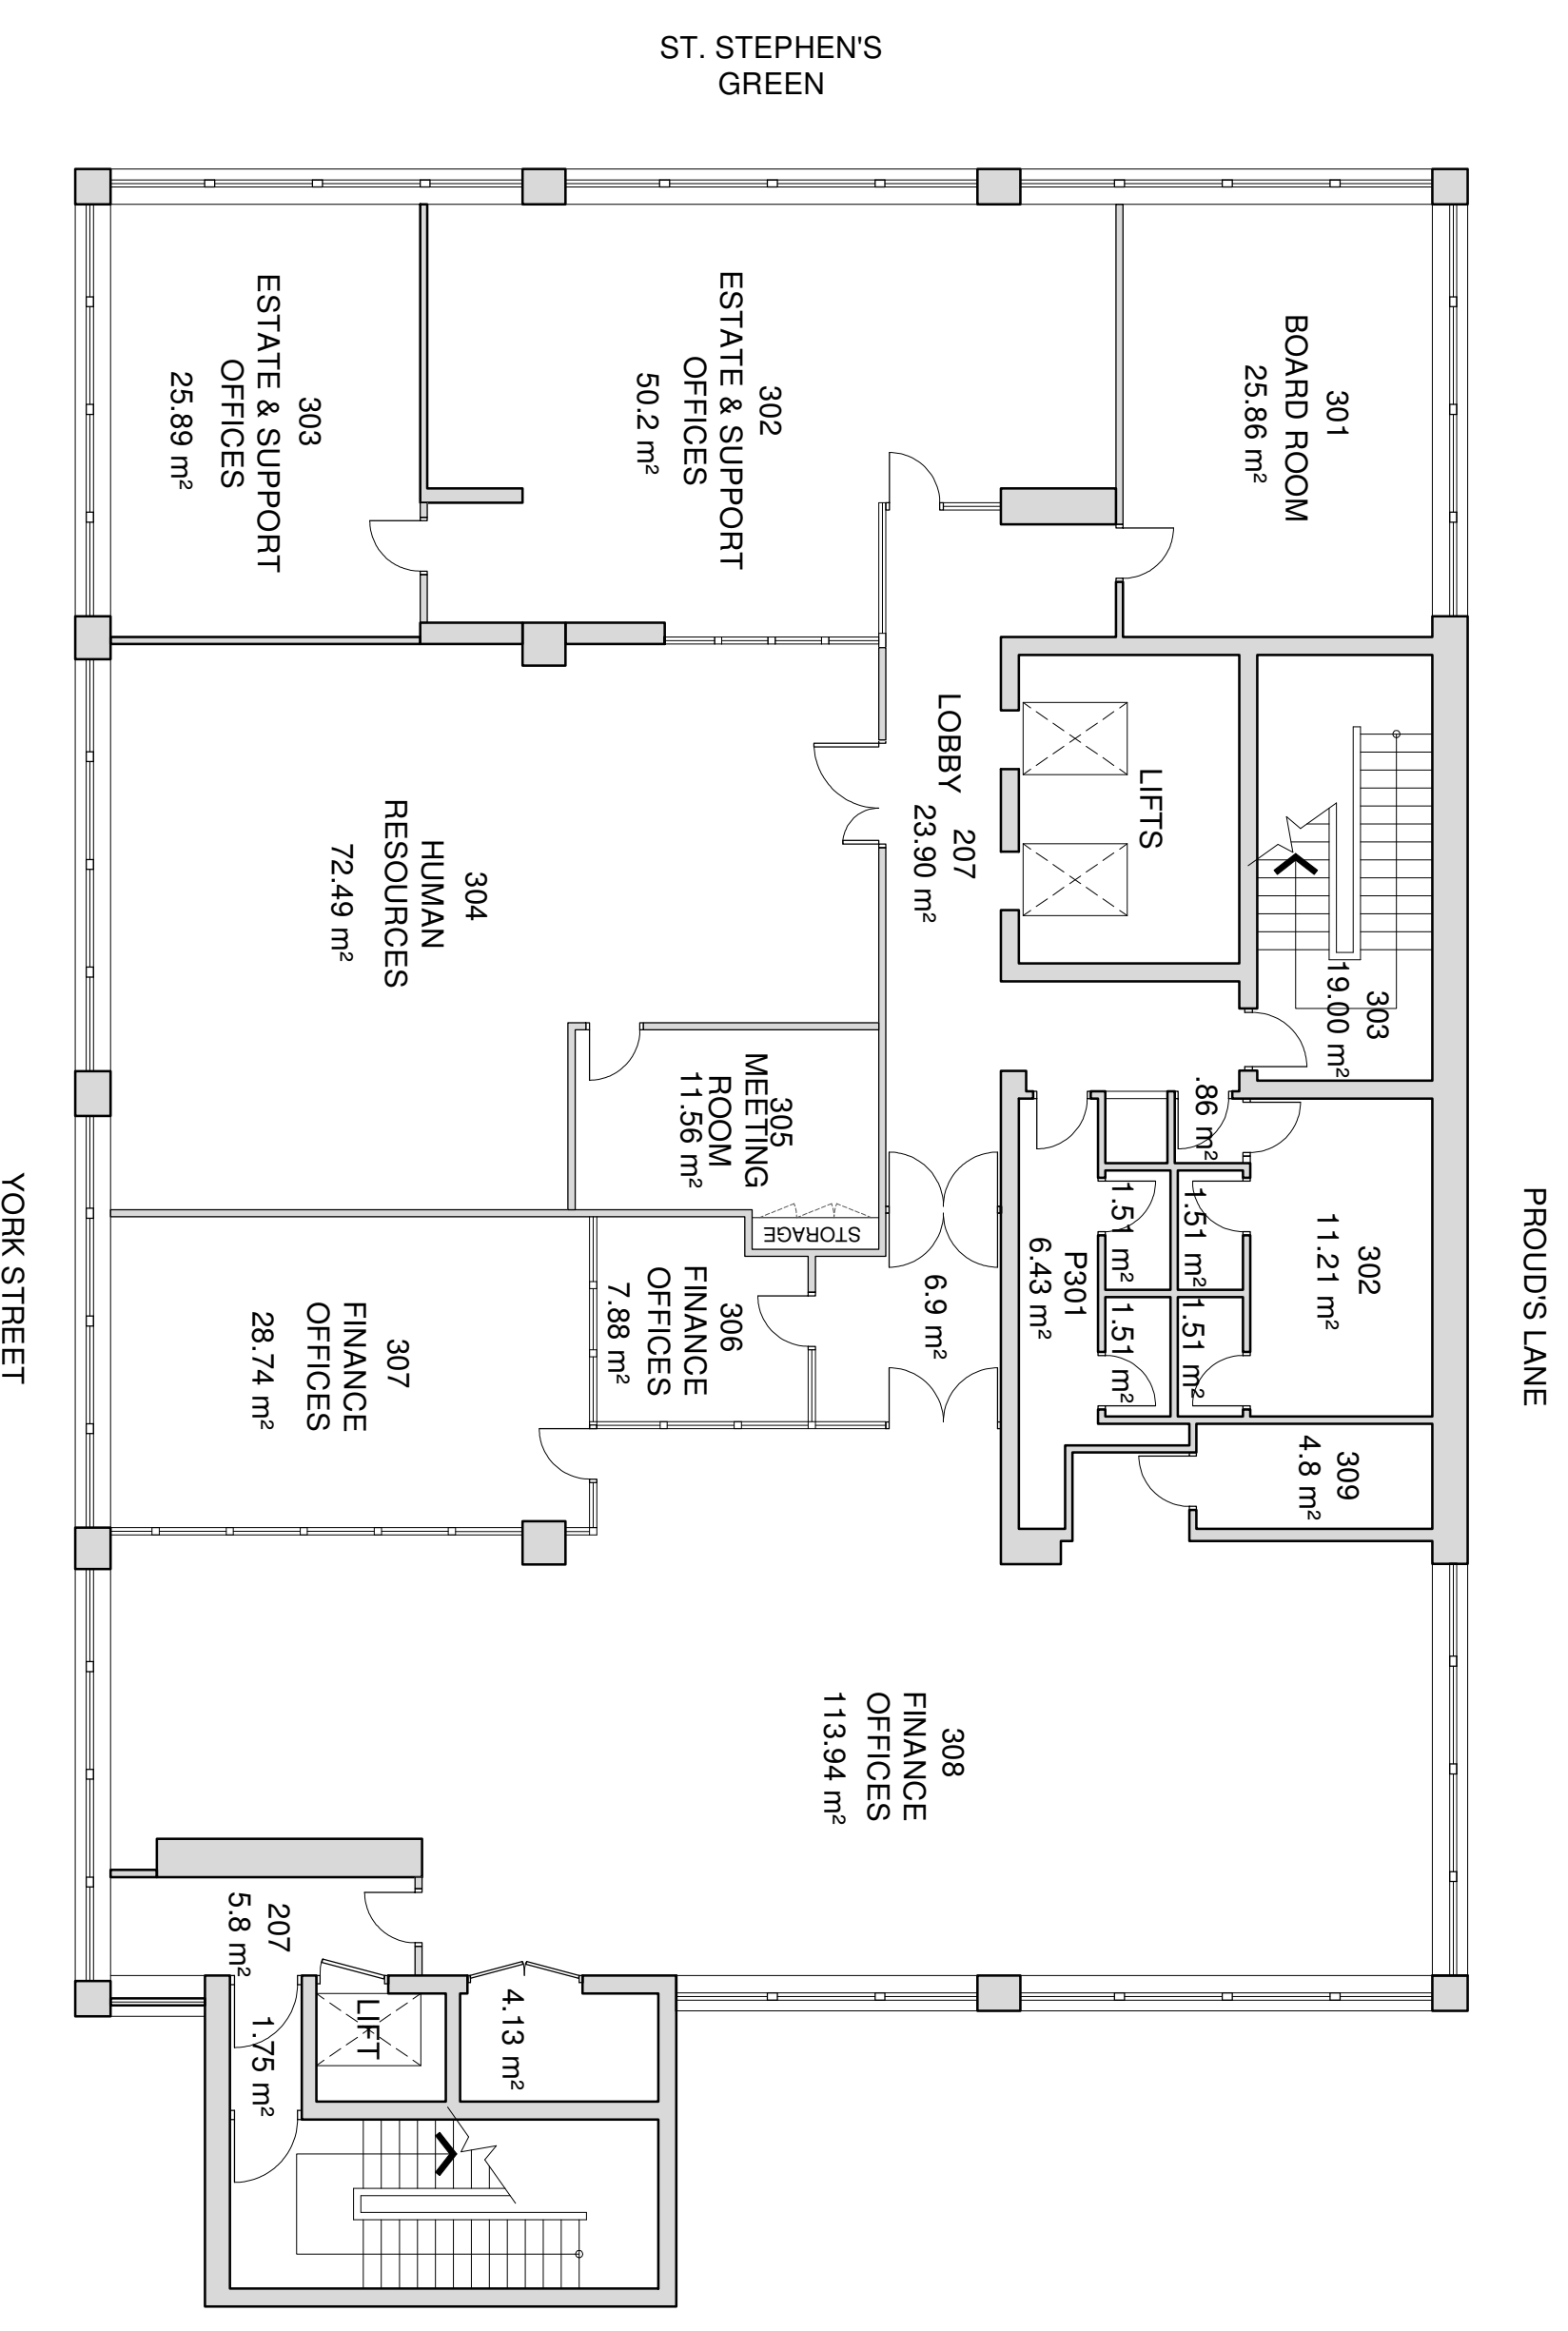 ST. STEPHEN'S
GREEN
301
BOARD ROOM
25.86 m²
302
ESTATE & SUPPORT
OFFICES
50.2 m²
303
ESTATE & SUPPORT
OFFICES
25.89 m²
LIFTS
LOBBY 207
23.90 m²
303
19.00 m²
304
HUMAN
RESOURCES
72.49 m²
305
MEETING
ROOM
11.56 m²
STORAGE
.86 m²
1.51 m²
1.51 m²
1.51 m²
1.51 m²
302
11.21 m²
P301
6.43 m²
6.9 m²
306
FINANCE
OFFICES
7.88 m²
307
FINANCE
OFFICES
28.74 m²
309
4.8 m²
308
FINANCE
OFFICES
113.94 m²
207
5.8 m²
1.75 m²
LIFT
4.13 m²
YORK STREET
PROUD'S LANE